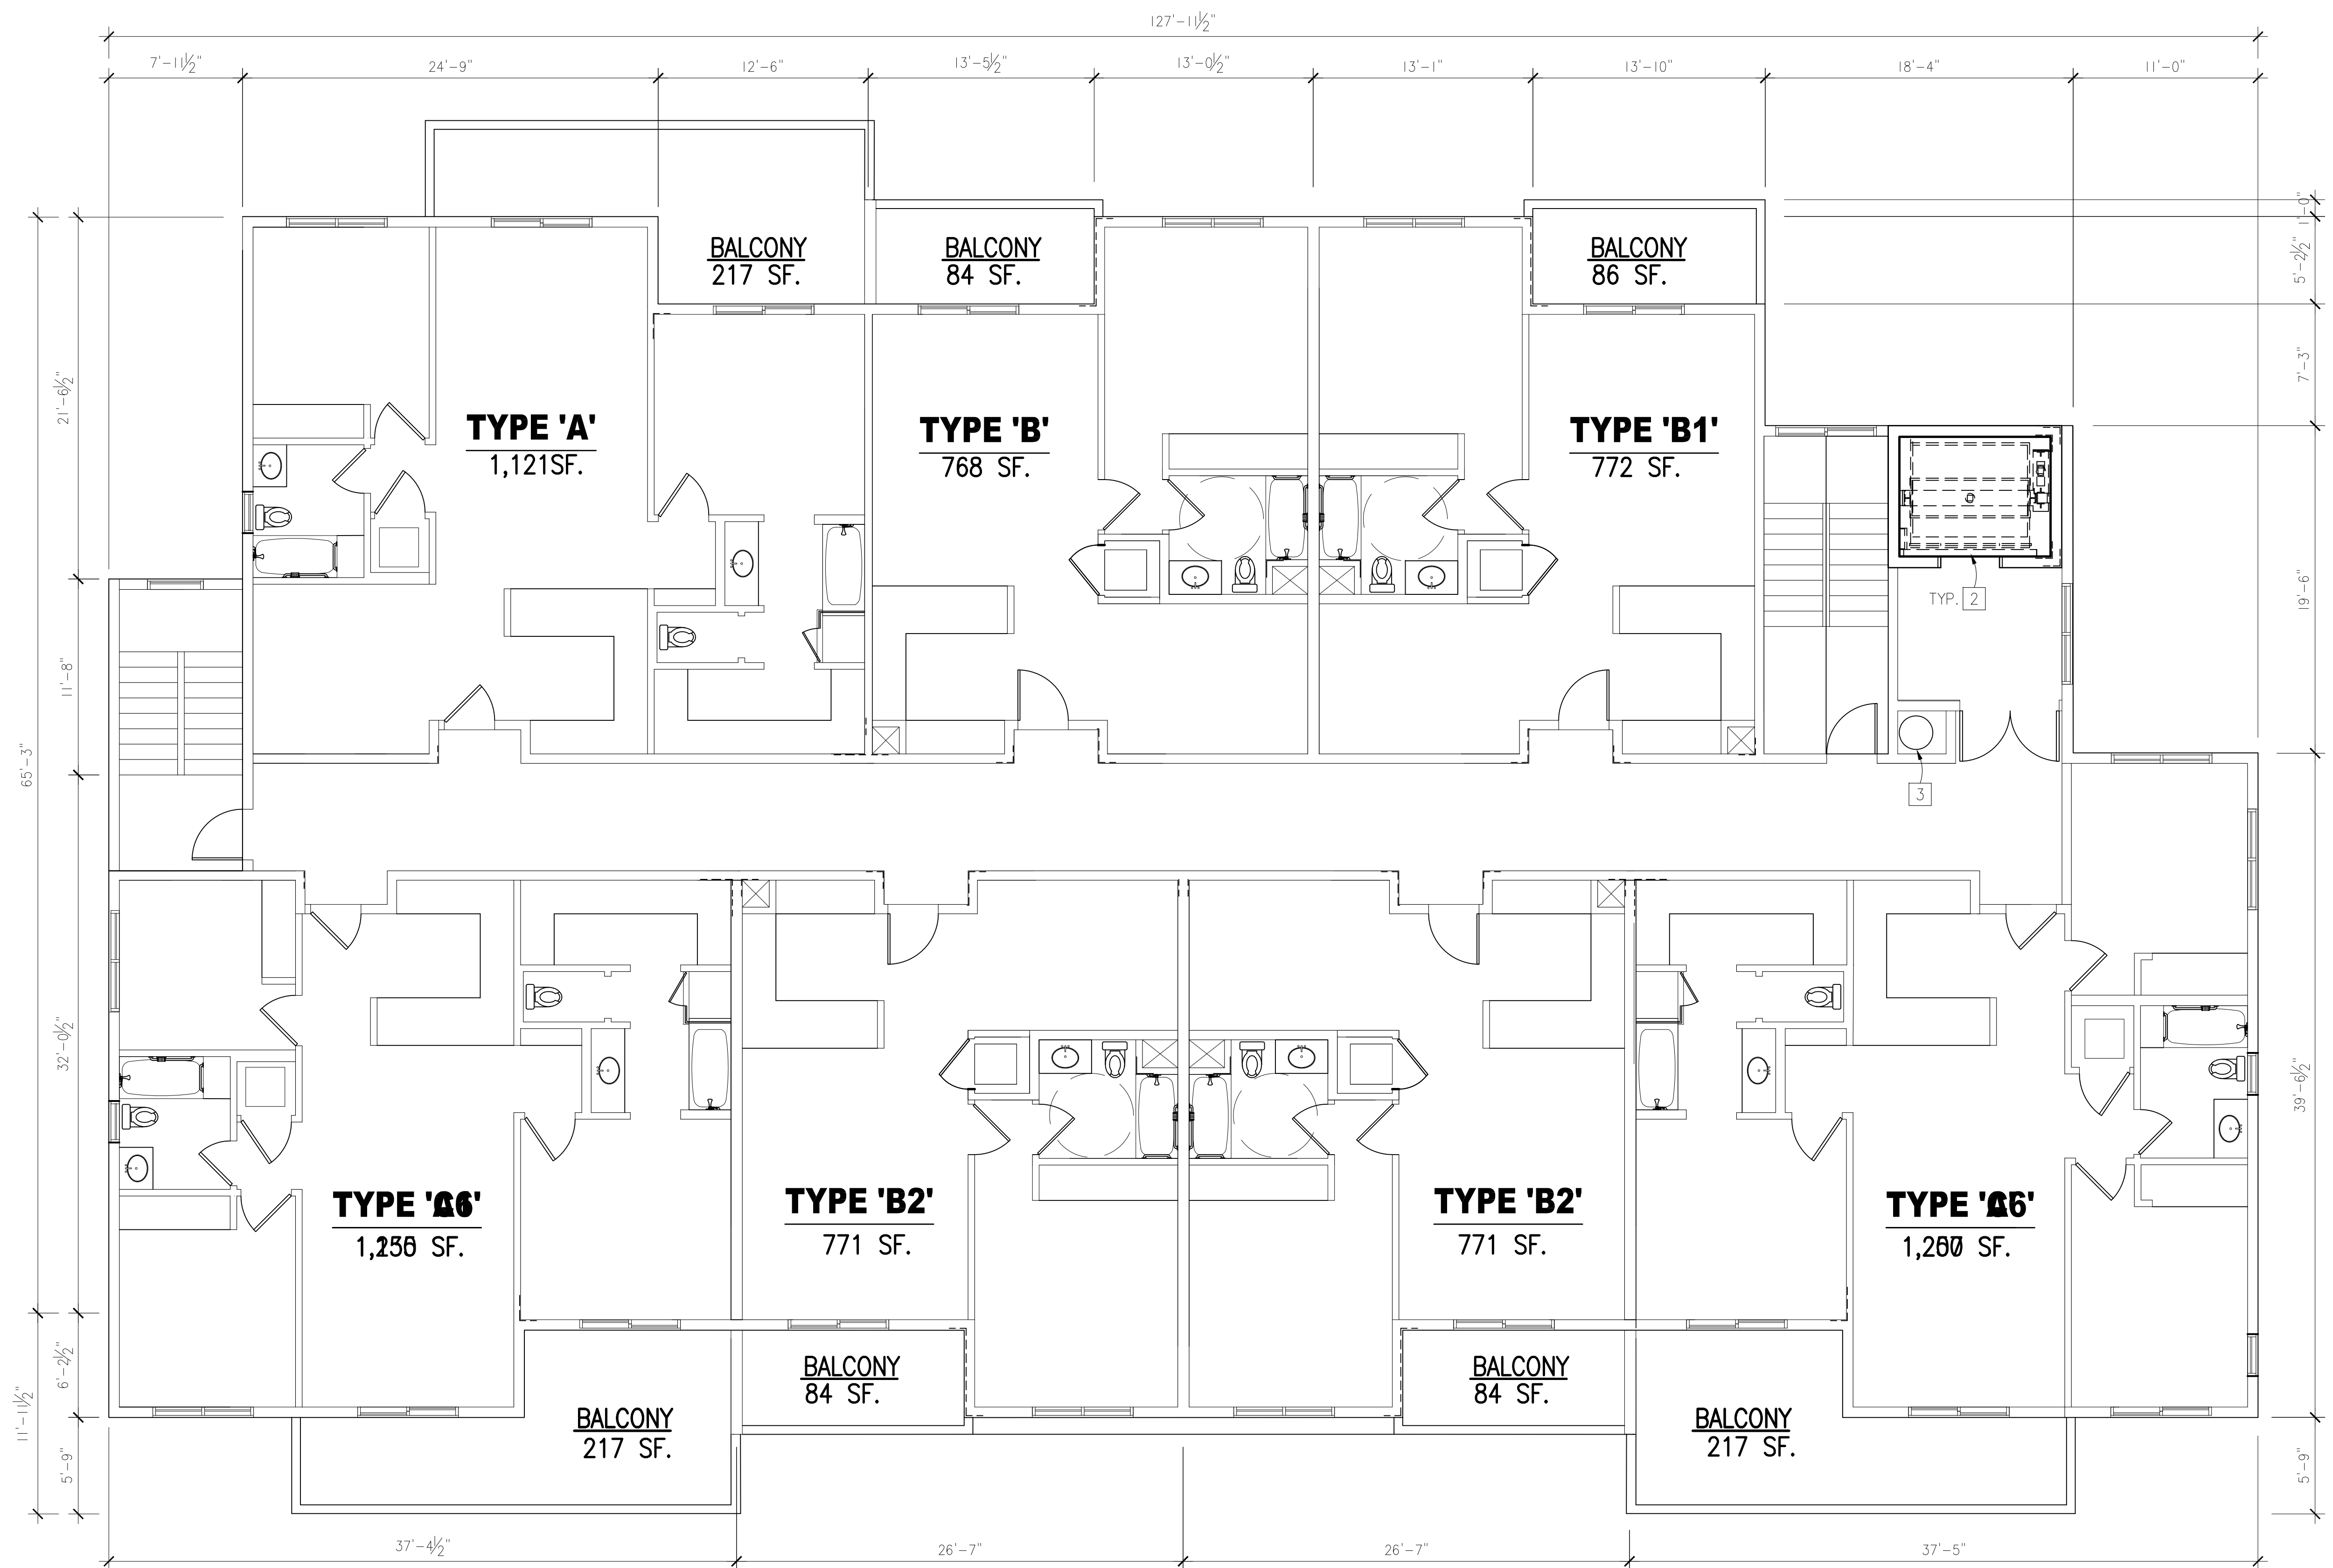 127'-11½"
7'-11½"
24'-9"
12'-6"
13'-5½"
13'-0½"
13'-1"
13'-10"
18'-4"
11'-0"
1'-0"
5'-2½"
7'-3"
19'-6"
39'-6½"
5'-9"
65'-3"
11'-11½"
21'-6½"
11'-8"
32'-0½"
6'-2½"
5'-9"
BALCONY
217 SF.
BALCONY
84 SF.
BALCONY
86 SF.
TYPE 'A'
1,121SF.
TYPE 'B'
768 SF.
TYPE 'B1'
772 SF.
TYP. 2
3
TYPE
SF.
TYPE 'B2'
771 SF.
TYPE 'B2'
771 SF.
TYPE
SF.
BALCONY
217 SF.
BALCONY
84 SF.
BALCONY
84 SF.
BALCONY
217 SF.
37'-4½"
26'-7"
26'-7"
37'-5"